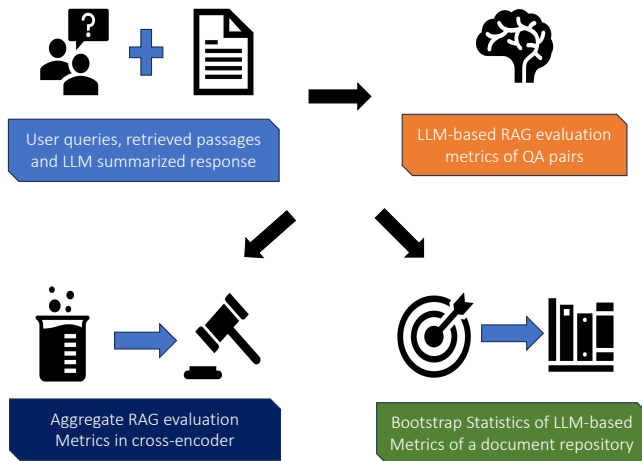 ?
User queries, retrieved passages
and LLM summarized response
LLM-based RAG evaluation
metrics of QA pairs
Aggregate RAG evaluation
Metrics in cross-encoder
Bootstrap Statistics of LLM-based
Metrics of a document repository